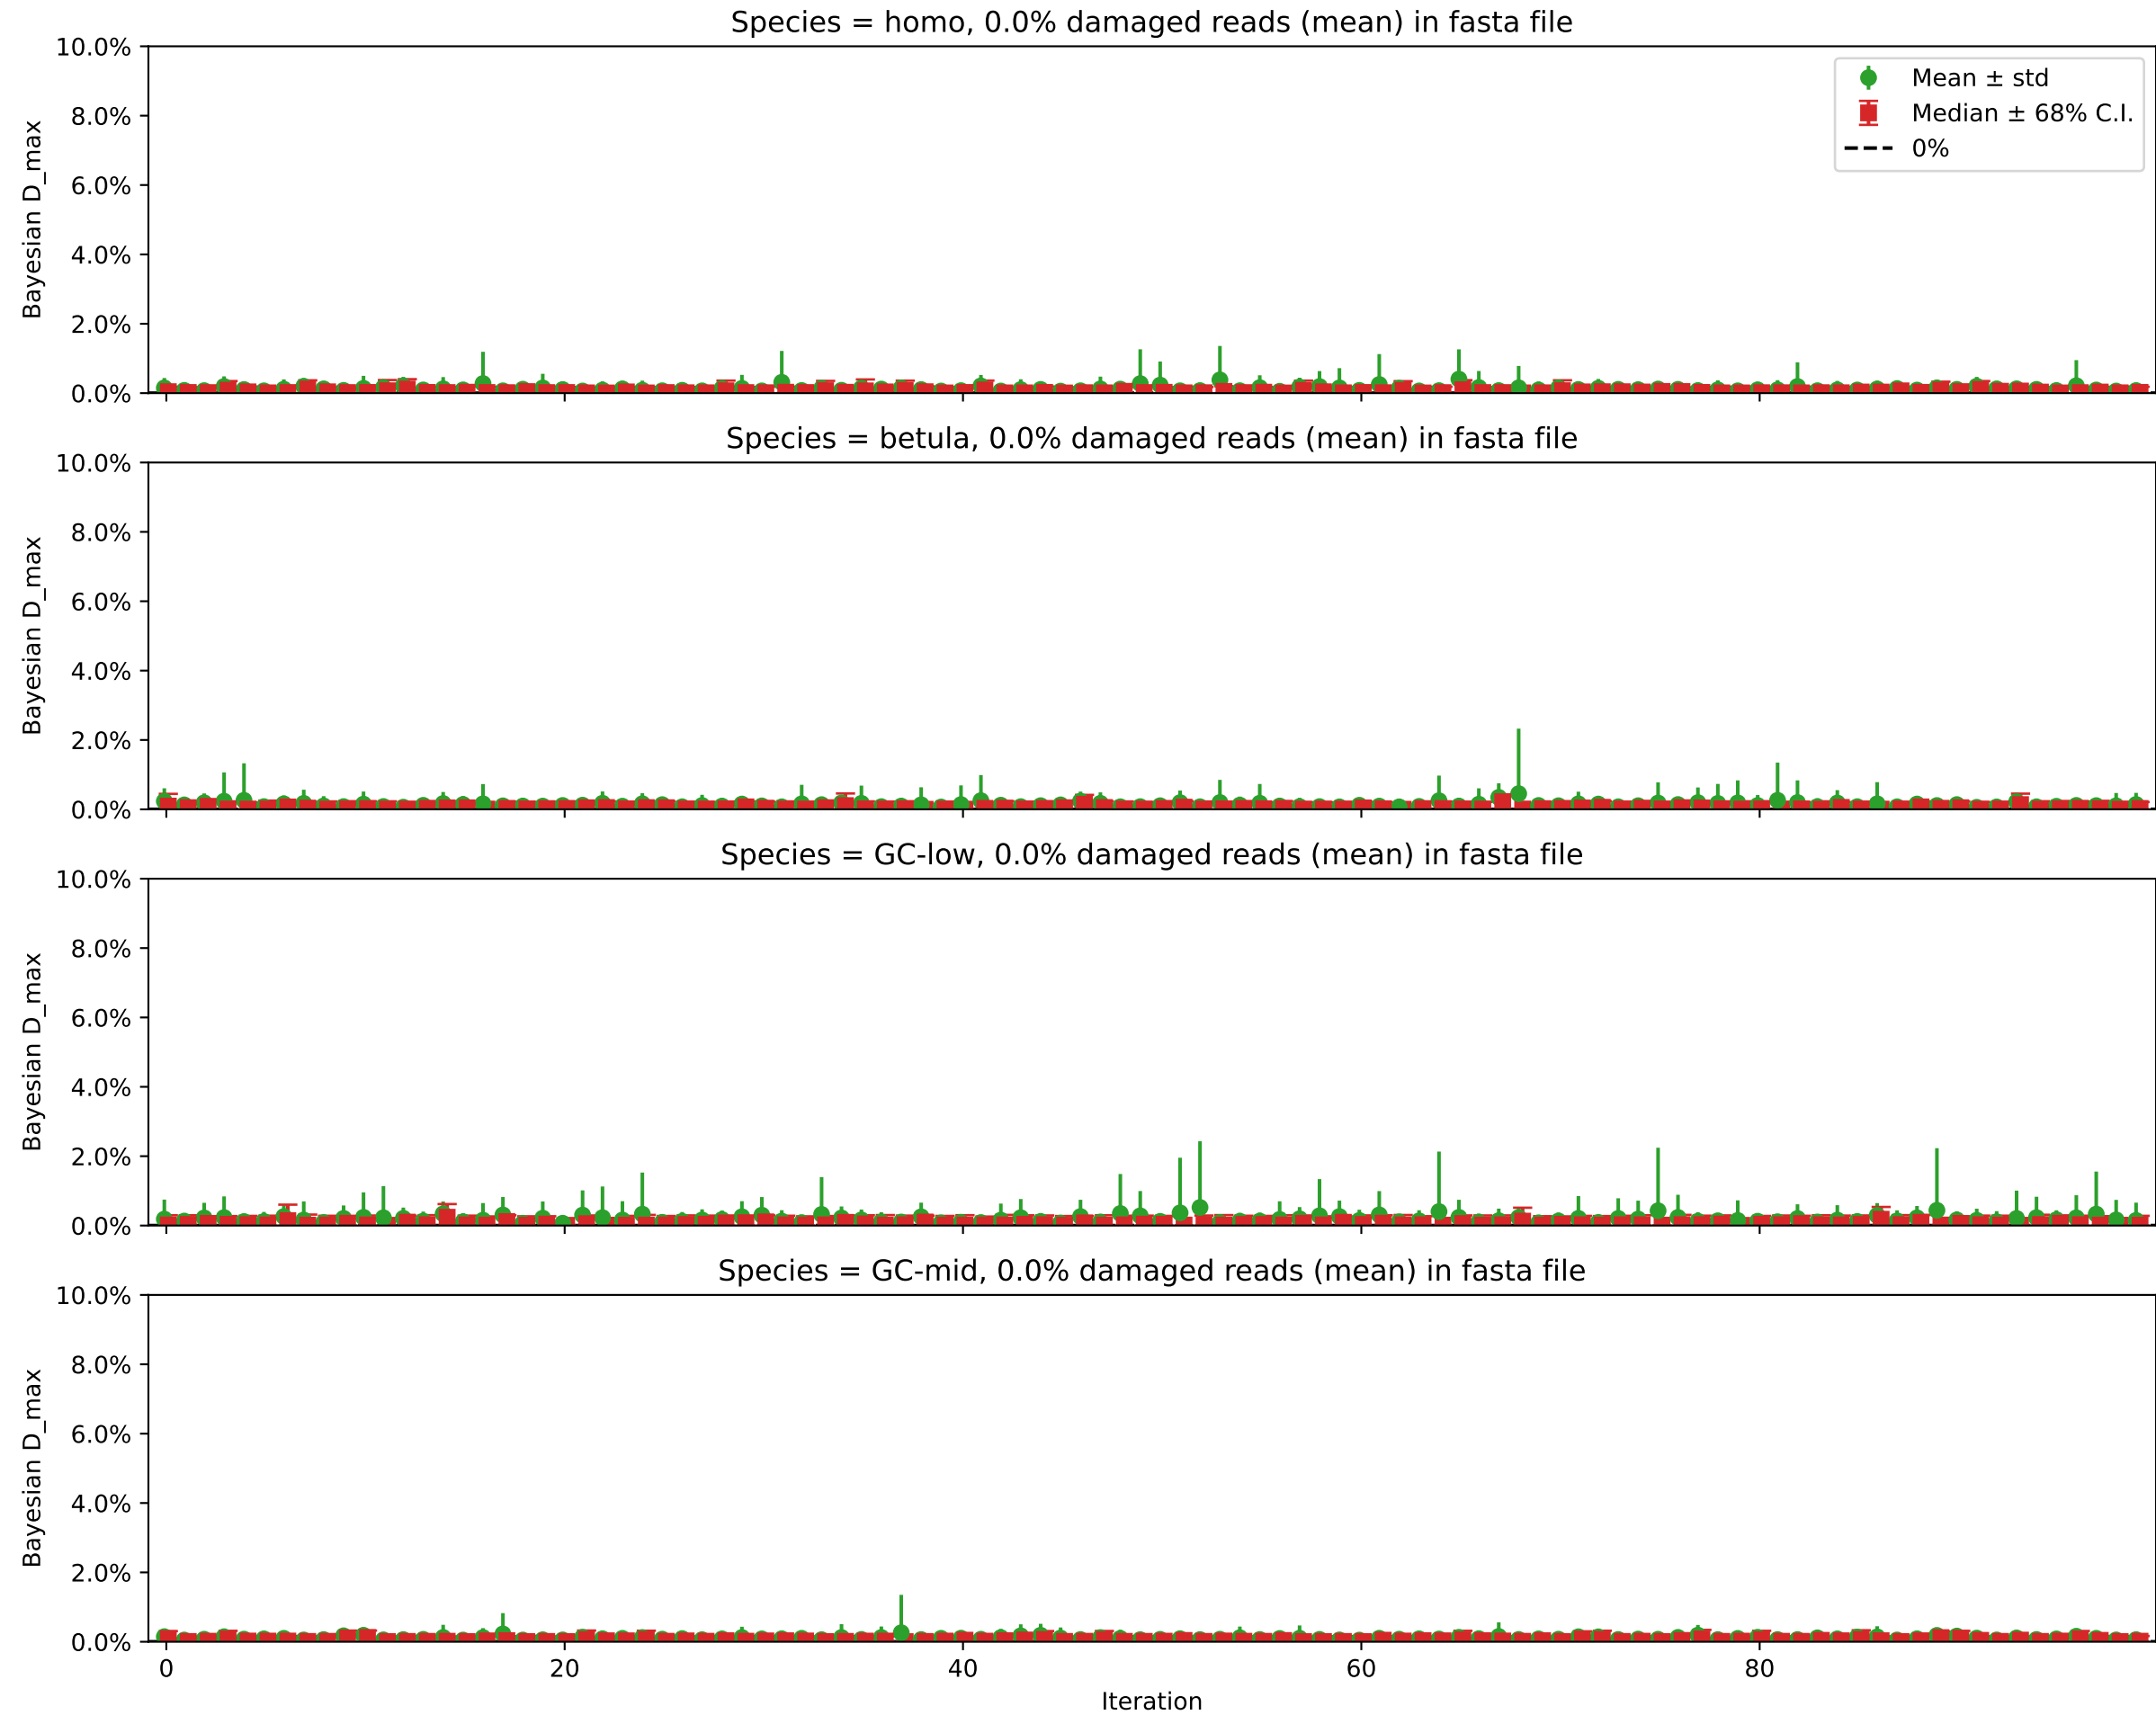 Species = homo, 0.0% damaged reads (mean) in fasta file
10.0%
8.0%
6.0%
4.0%
2.0%
0.0%
Bayesian D_max
Mean ± std
Median ± 68% C.I.
0%
Species = betula, 0.0% damaged reads (mean) in fasta file
10.0%
8.0%
6.0%
4.0%
2.0%
0.0%
Bayesian D_max
Species = GC-low, 0.0% damaged reads (mean) in fasta file
10.0%
8.0%
6.0%
4.0%
2.0%
0.0%
Bayesian D_max
Species = GC-mid, 0.0% damaged reads (mean) in fasta file
10.0%
8.0%
6.0%
4.0%
2.0%
0.0%
Bayesian D_max
0 20 40 60 80
Iteration